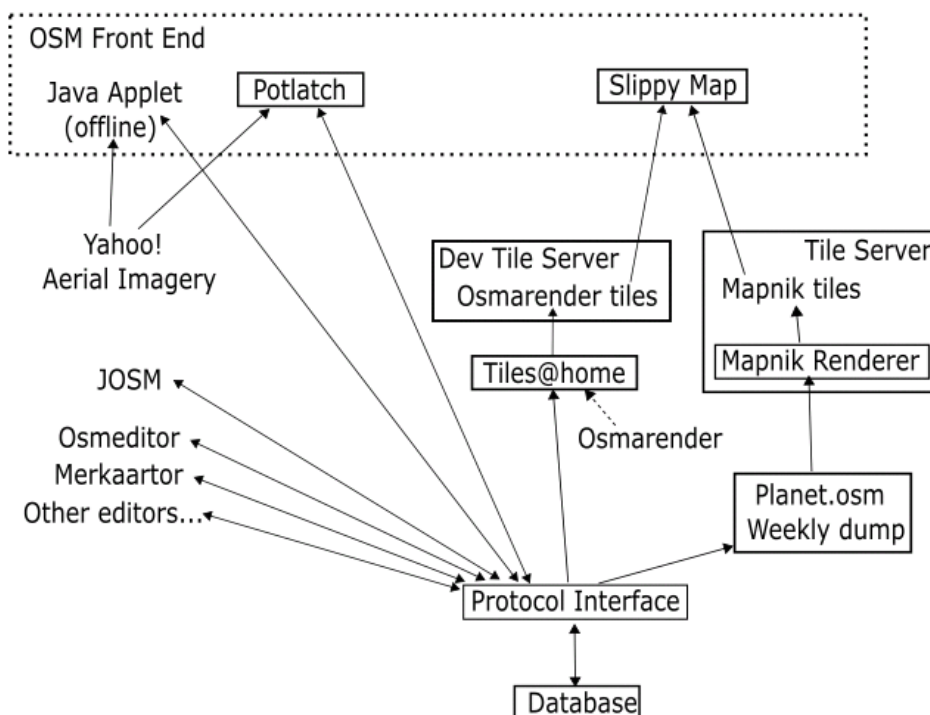 OSM Front End
Java Applet
(offline)
Potlatch
Slippy Map
Yahoo!
Aerial Imagery
Dev Tile Server
Osmarender tiles
Tile Server
Mapnik tiles
Mapnik Renderer
Tiles@home
Osmarender
JOSM
Osmeditor
Merkaartor
Other editors...
Planet.osm
Weekly dump
Protocol Interface
Database